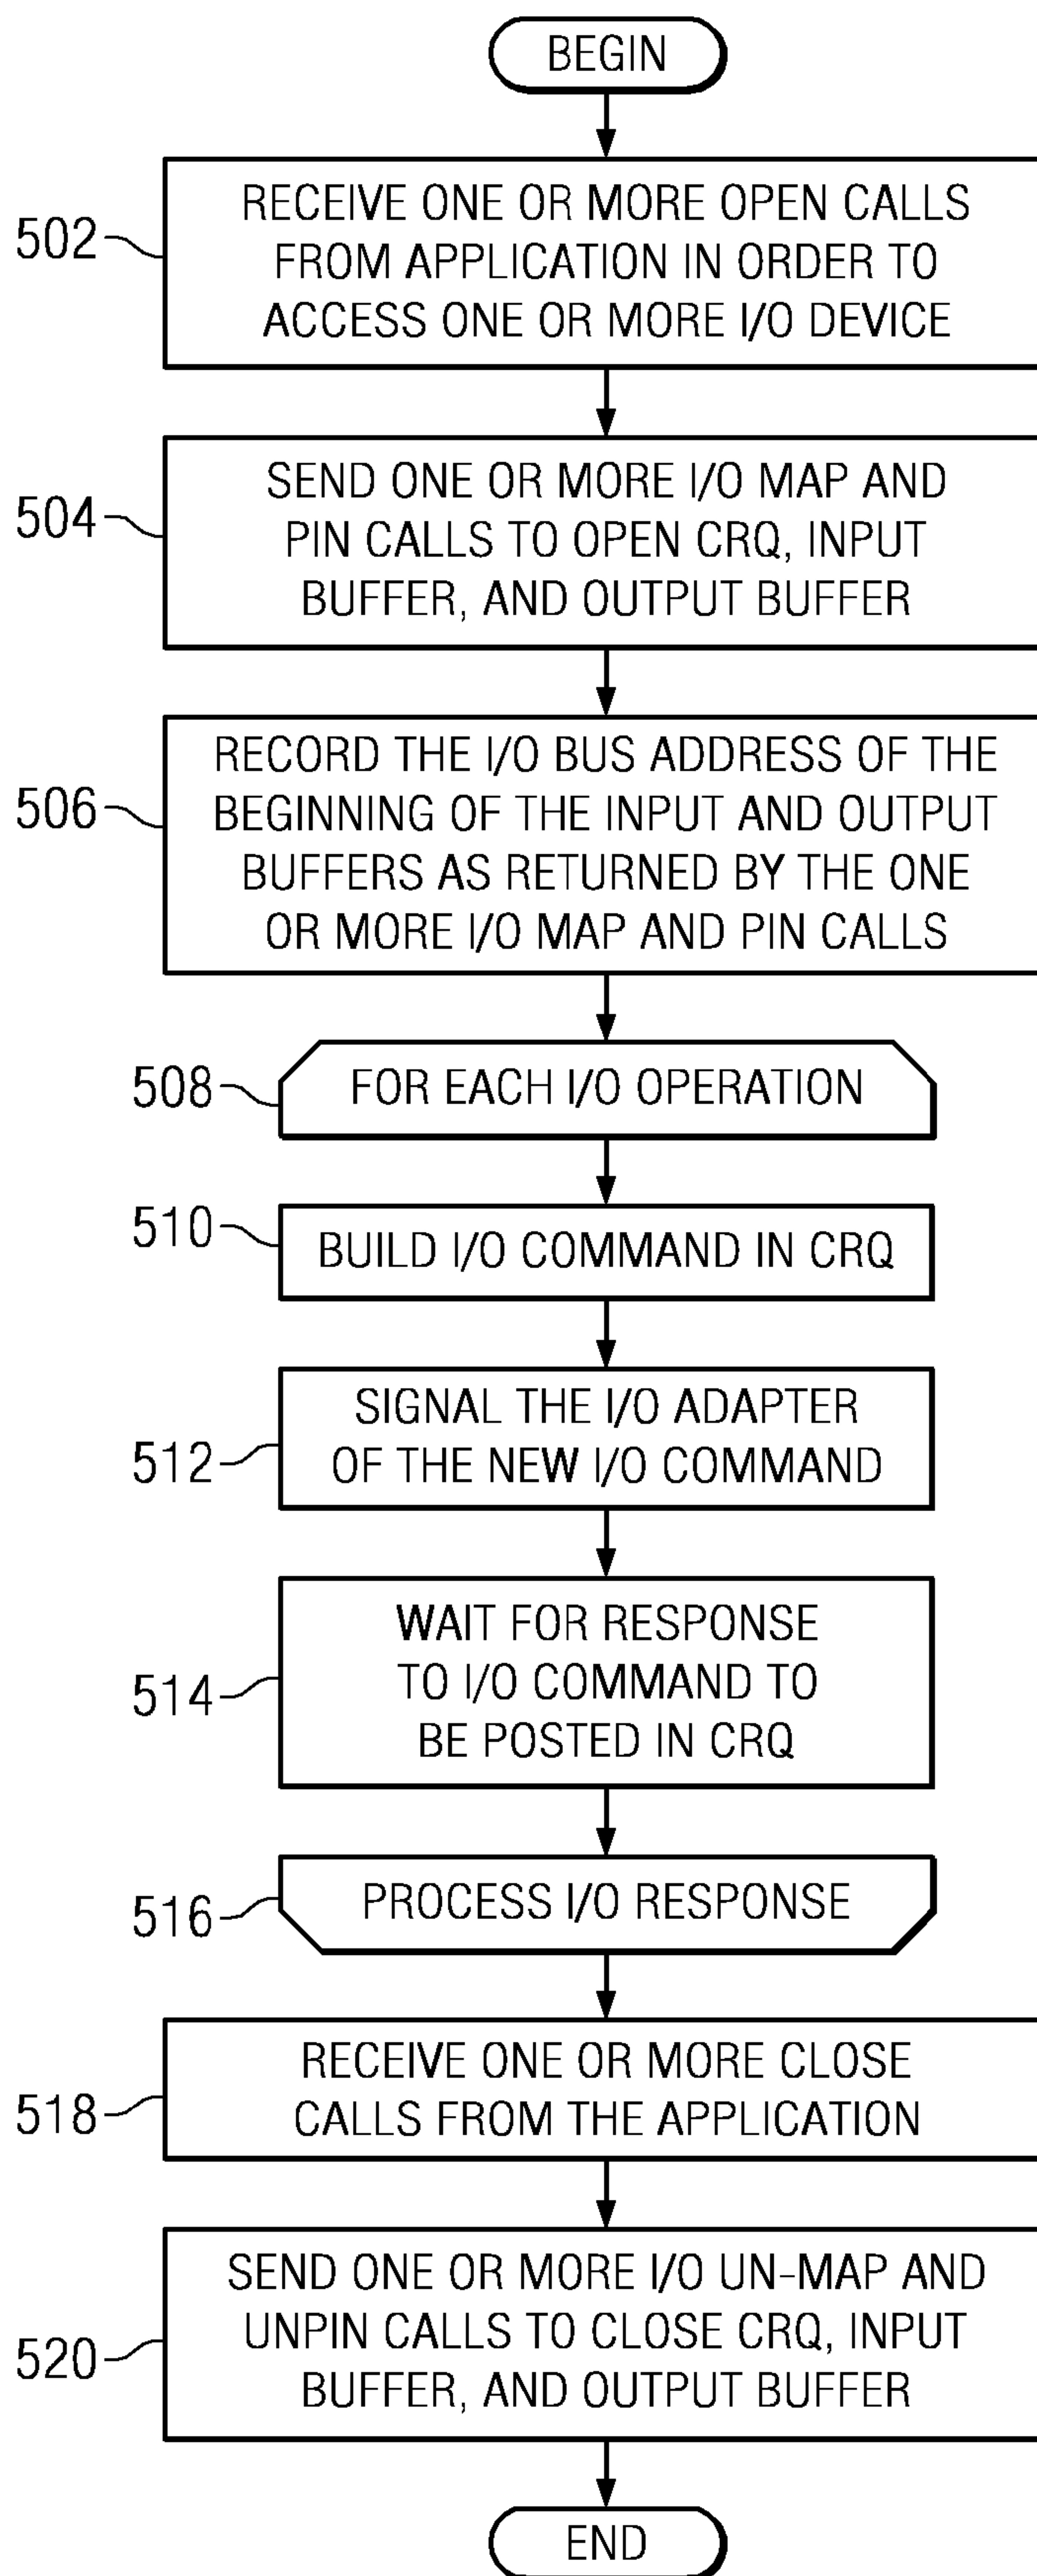 BEGIN
502
RECEIVE ONE OR MORE OPEN CALLS
FROM APPLICATION IN ORDER TO
ACCESS ONE OR MORE I/O DEVICE
504
SEND ONE OR MORE I/O MAP AND
PIN CALLS TO OPEN CRQ, INPUT
BUFFER, AND OUTPUT BUFFER
506
RECORD THE I/O BUS ADDRESS OF THE
BEGINNING OF THE INPUT AND OUTPUT
BUFFERS AS RETURNED BY THE ONE
OR MORE I/O MAP AND PIN CALLS
508
FOR EACH I/O OPERATION
510
BUILD I/O COMMAND IN CRQ
512
SIGNAL THE I/O ADAPTER
OF THE NEW I/O COMMAND
514
WAIT FOR RESPONSE
TO I/O COMMAND TO
BE POSTED IN CRQ
516
PROCESS I/O RESPONSE
518
RECEIVE ONE OR MORE CLOSE
CALLS FROM THE APPLICATION
520
SEND ONE OR MORE I/O UN-MAP AND
UNPIN CALLS TO CLOSE CRQ, INPUT
BUFFER, AND OUTPUT BUFFER
END